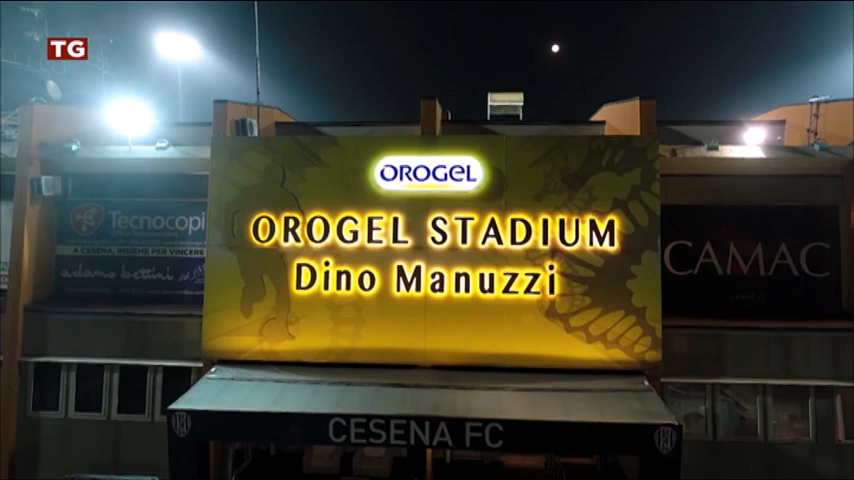 TG
OROGEL
OROGEL STADIUM
Dino Manuzzi
Tecnocopi
A CESENA, INSIEME PER VINCERE
adamo bettini
CAMAC
CESENA FC